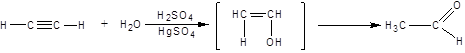 H—C≡C—H + H₂O H₂SO₄ / HgSO₄ → [ HC=CH | H OH ] → H₃C—C(=O)—H